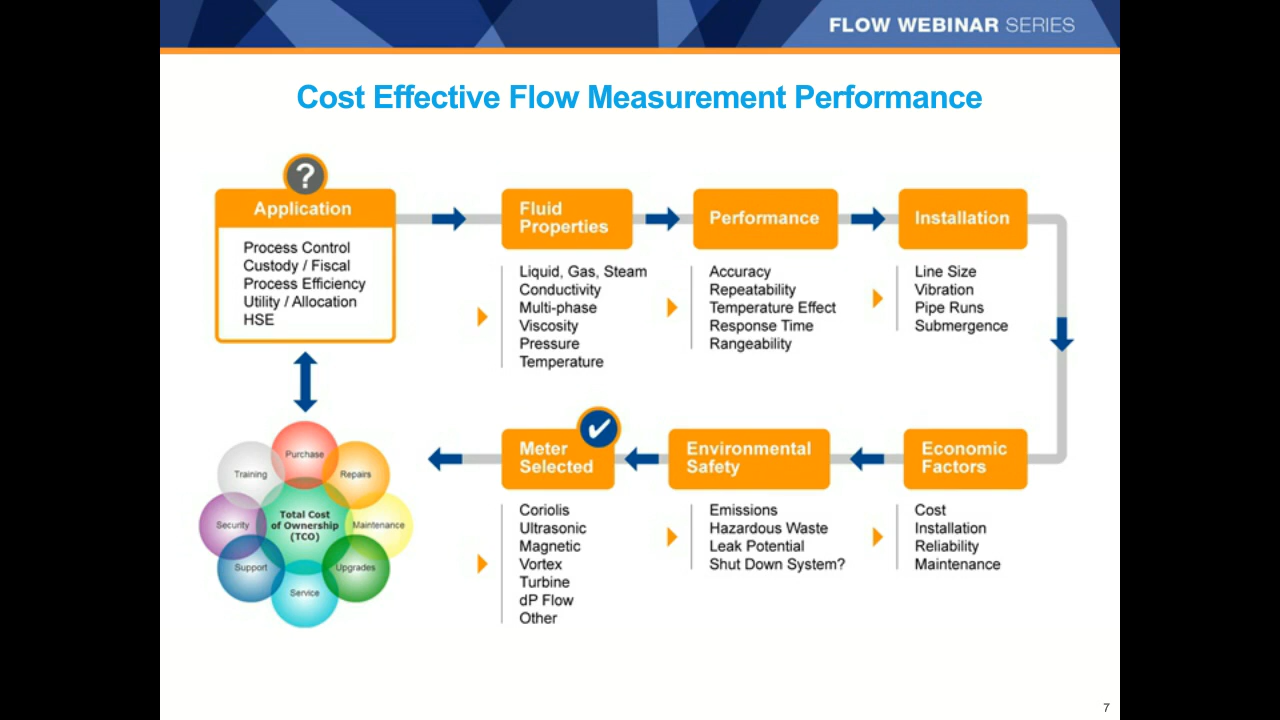 FLOW WEBINAR SERIES
Cost Effective Flow Measurement Performance
?
Application
Process Control
Custody / Fiscal
Process Efficiency
Utility / Allocation
HSE
Fluid
Properties
Liquid, Gas, Steam
Conductivity
Multi-phase
Viscosity
Pressure
Temperature
Performance
Accuracy
Repeatability
Temperature Effect
Response Time
Rangeability
Installation
Line Size
Vibration
Pipe Runs
Submergence
Economic
Factors
Cost
Installation
Reliability
Maintenance
Environmental
Safety
Emissions
Hazardous Waste
Leak Potential
Shut Down System?
Meter
Selected
Coriolis
Ultrasonic
Magnetic
Vortex
Turbine
dP Flow
Other
Total Cost
of Ownership
(TCO)
Purchase
Repairs
Maintenance
Upgrades
Service
Support
Security
Training
7